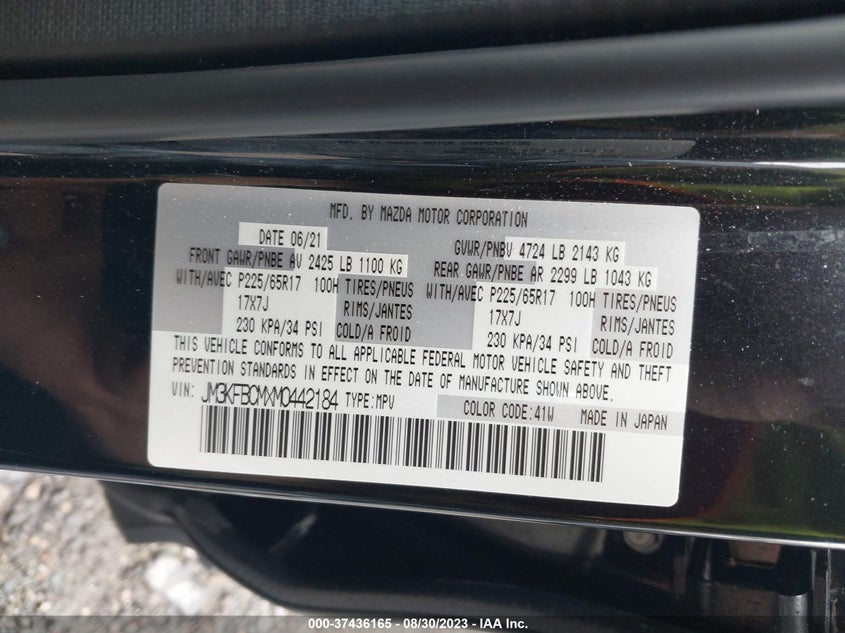 MFD. BY MAZDA MOTOR CORPORATION
DATE 06/21 GVWR/PNBV 4724 LB 2143 KG
FRONT GAWR/PNBE AV 2425 LB 1100 KG REAR GAWR/PNBE AR 2299 LB 1043 KG
WITH/AVEC P225/65R17 100H TIRES/PNEUS WITH/AVEC P225/65R17 100H TIRES/PNEUS
17X7J RIMS/JANTES 17X7J RIMS/JANTES
230 KPA/34 PSI COLD/A FROID 230 KPA/34 PSI COLD/A FROID
THIS VEHICLE CONFORMS TO ALL APPLICABLE FEDERAL MOTOR VEHICLE SAFETY AND THEFT
PREVENTION STANDARDS IN EFFECT ON THE DATE OF MANUFACTURE SHOWN ABOVE.
VIN: JM3KFBCMXM0442184 TYPE:MPV COLOR CODE:41W MADE IN JAPAN
000-37436165 - 08/30/2023 - IAA Inc.